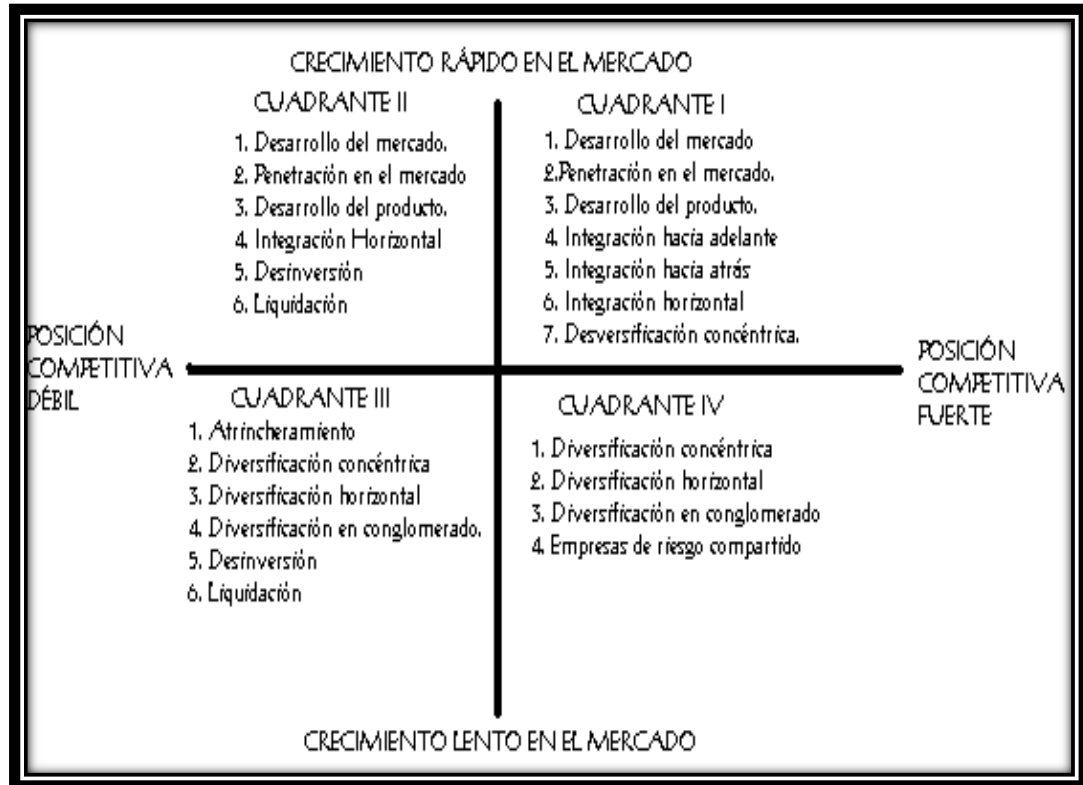 CRECIMIENTO RÁPIDO EN EL MERCADO
CUADRANTE II
1. Desarrollo del mercado.
2. Penetración en el mercado
3. Desarrollo del producto.
4. Integración Horizontal
5. Desinversión
6. Liquidación
CUADRANTE I
1. Desarrollo del mercado
2.Penetración en el mercado.
3. Desarrollo del producto.
4. Integración hacia adelante
5. Integración hacia atrás
6. Integración horizontal
7. Desversificación concéntrica.
POSICIÓN
COMPETITIVA
DÉBIL
POSICIÓN
COMPETITIVA
FUERTE
CUADRANTE III
1. Atrincheramiento
2. Diversificación concéntrica
3. Diversificación horizontal
4. Diversificación en conglomerado.
5. Desinversión
6. Liquidación
CUADRANTE IV
1. Diversificación concéntrica
2. Diversificación horizontal
3. Diversificación en conglomerado
4. Empresas de riesgo compartido
CRECIMIENTO LENTO EN EL MERCADO